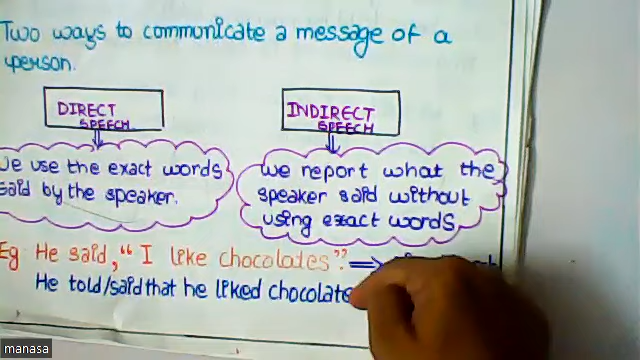 Two ways to communicate a message of a
person.
DIRECT
SPEECH
INDIRECT
SPEECH
We use the exact words
said by the speaker.
we report what the
speaker said without
using exact words
Eg He said, "I like chocolates". ⇒
He told/said that he liked chocolate
manasa